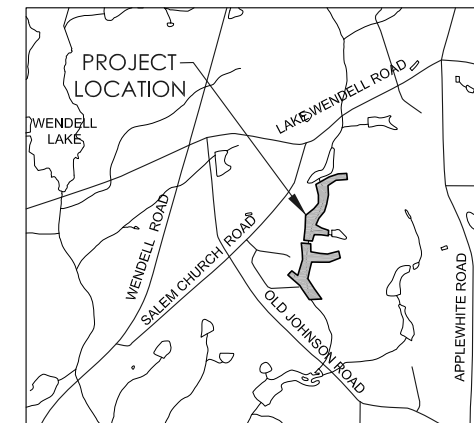 PROJECT
LOCATION
LAKE WENDELL ROAD
WENDELL
LAKE
WENDELL ROAD
SALEM CHURCH ROAD
OLD JOHNSON ROAD
APPLEWHITE ROAD